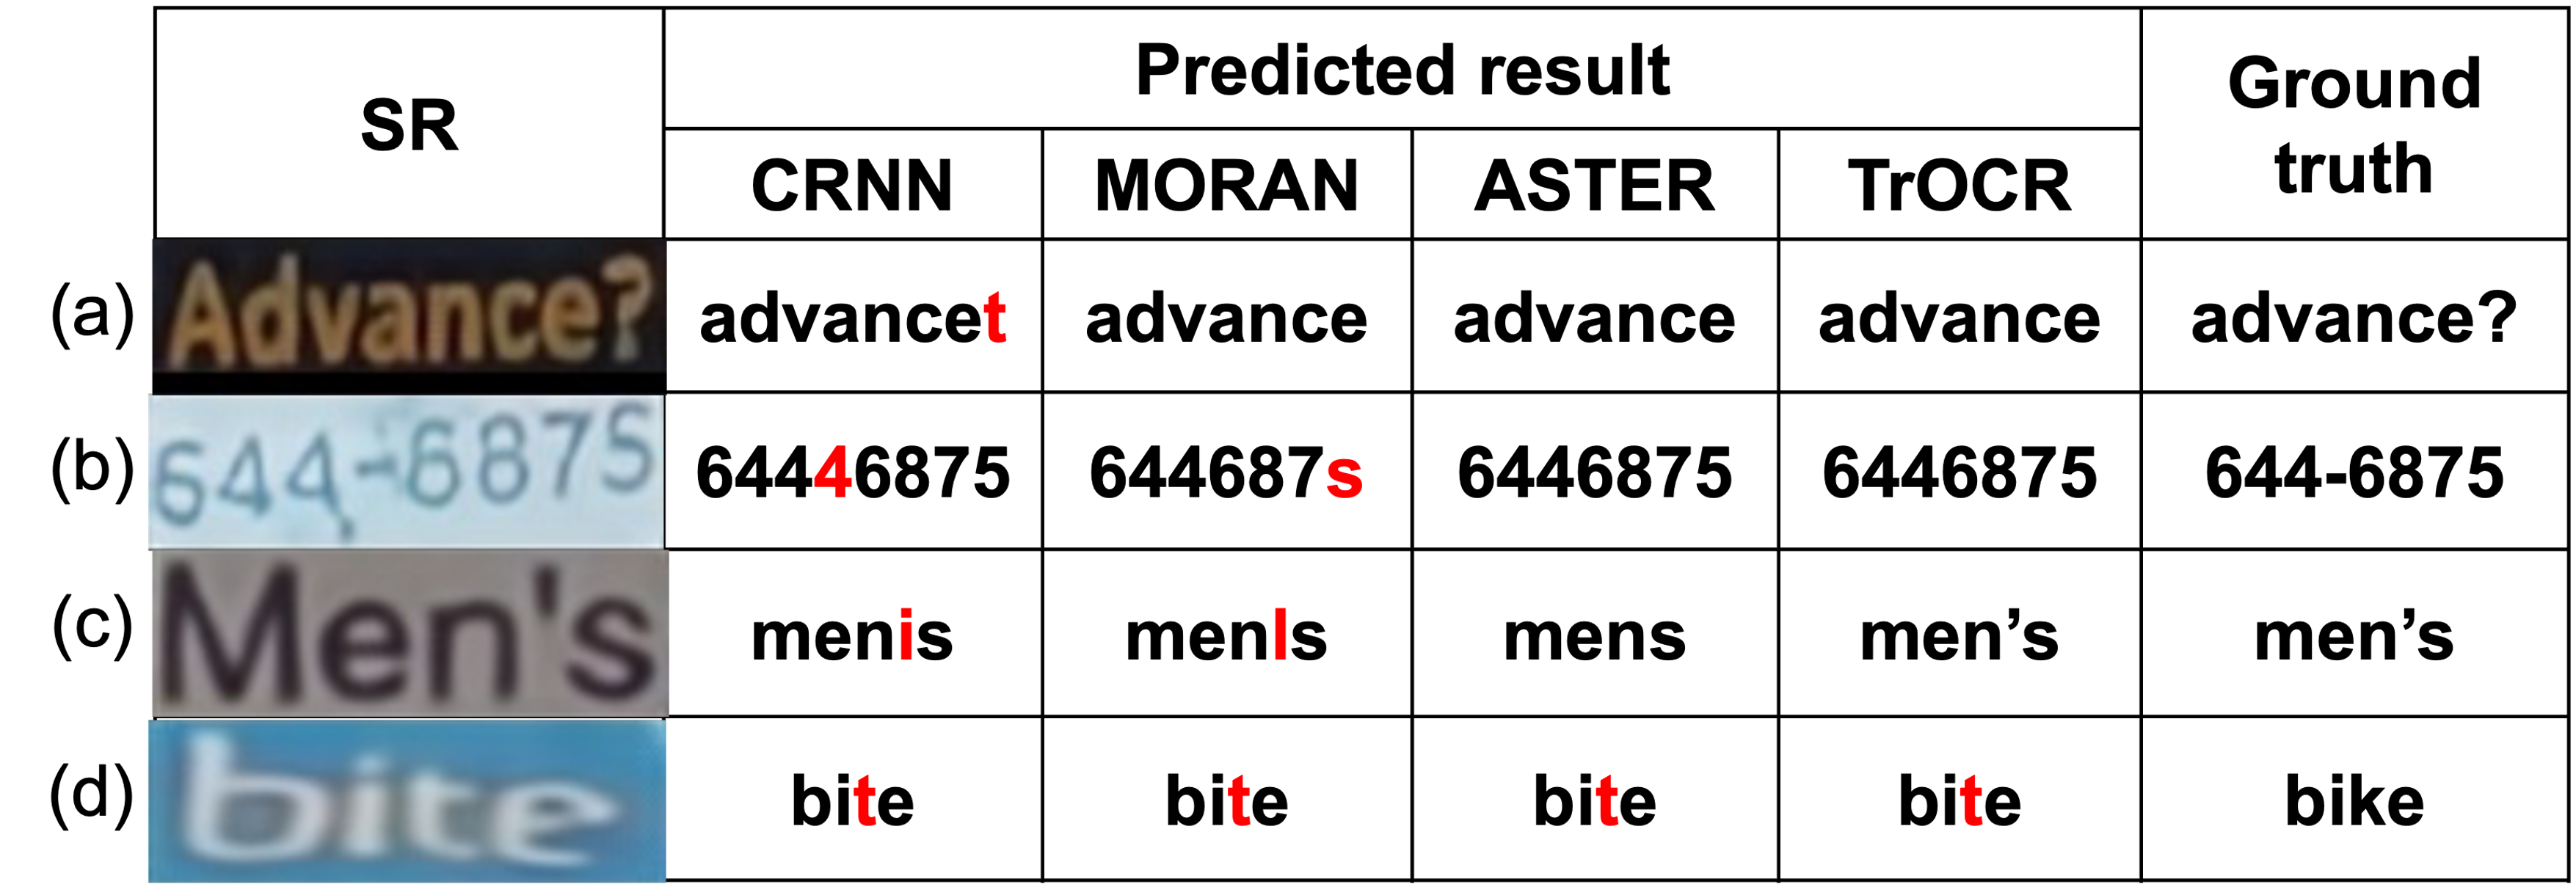 SR Predicted result Ground truth
CRNN MORAN ASTER TrOCR
(a) Advance? advancet advance advance advance advance?
(b) 644,-6875 64446875 644687s 6446875 6446875 644-6875
(c) Men's menis menls mens men’s men’s
(d) bite bite bite bite bite bike